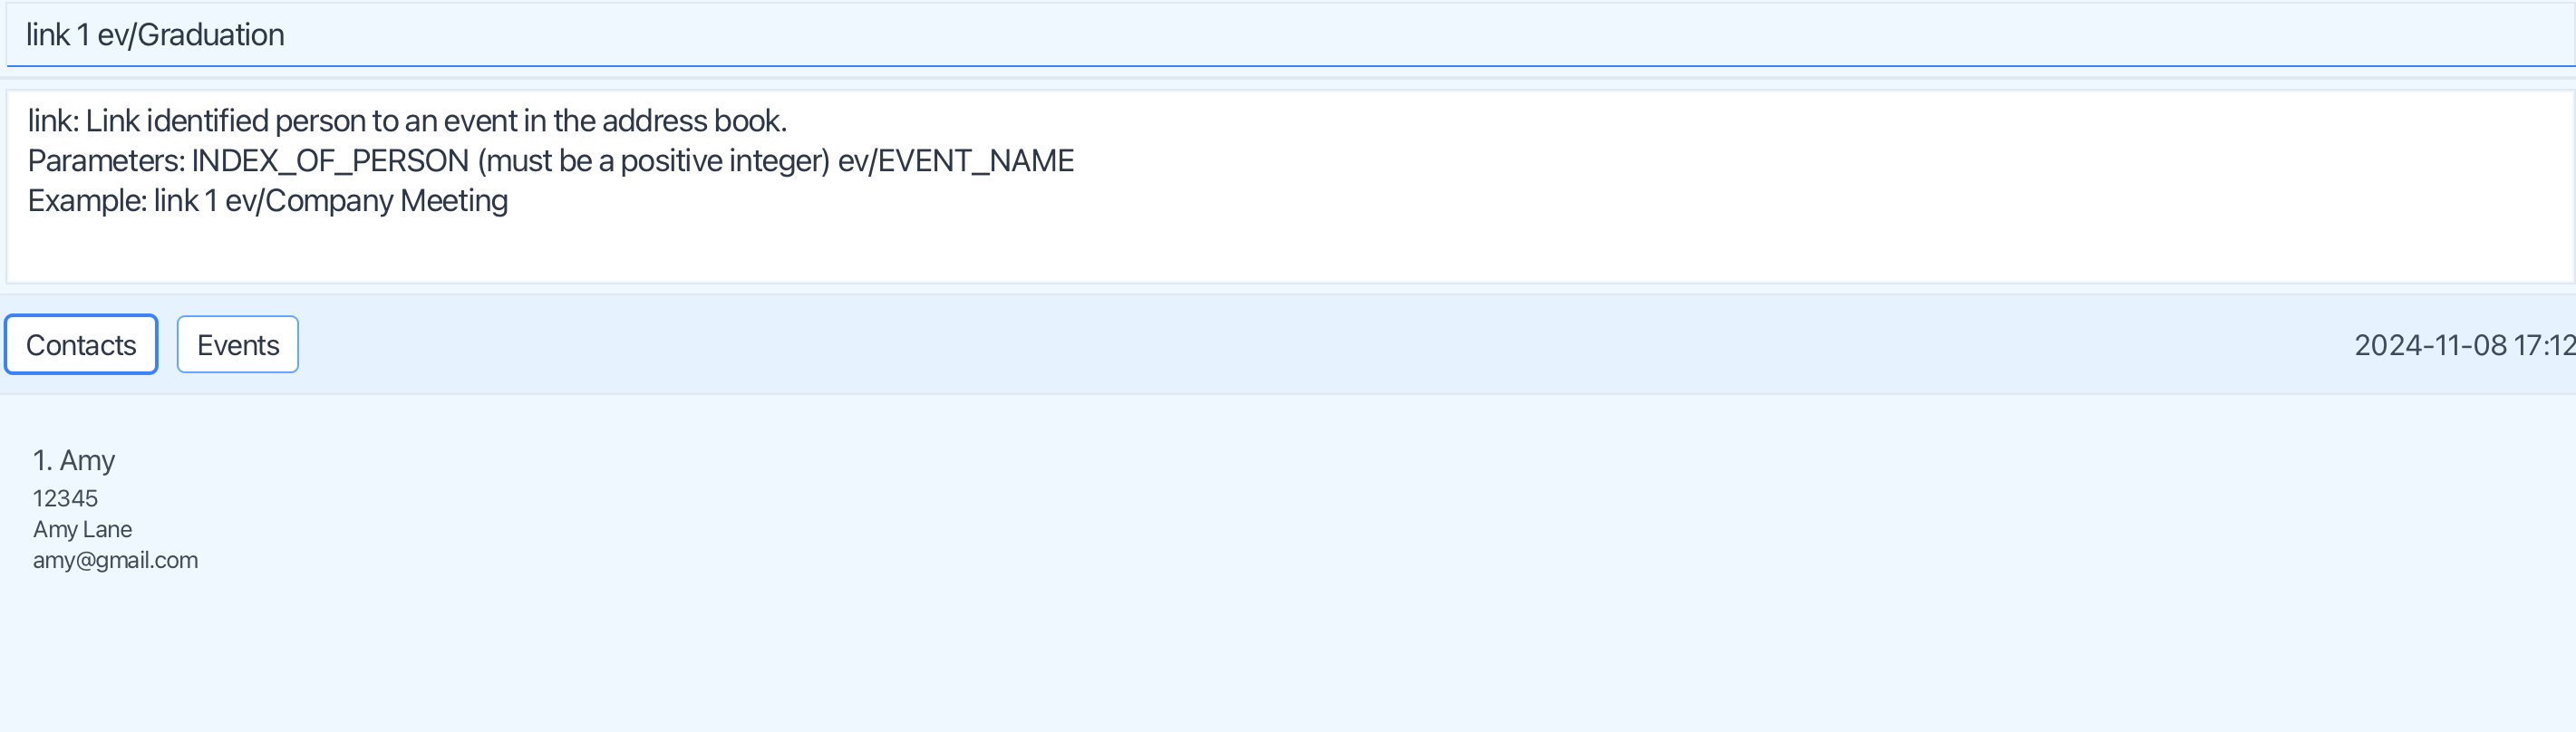 link 1 ev/Graduation
link: Link identified person to an event in the address book.
Parameters: INDEX_OF_PERSON (must be a positive integer) ev/EVENT_NAME
Example: link 1 ev/Company Meeting
Contacts Events 2024-11-08 17:12
1. Amy
12345
Amy Lane
amy@gmail.com